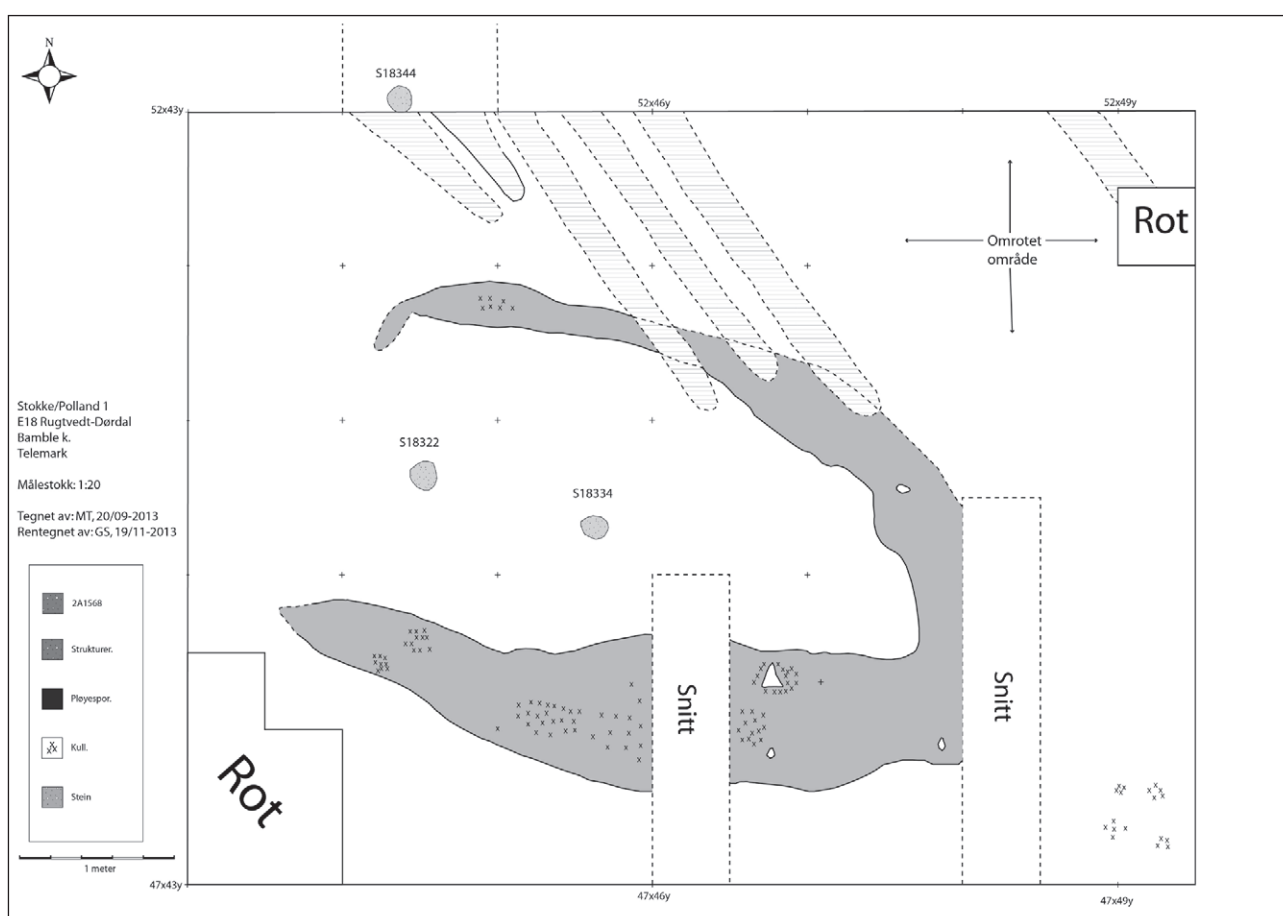 N
S18344
52x43y
52x46y
52x49y
Rot
Omrotet
område
Stokke/Polland 1
E18 Rugtvedt-Dørdal
Bamble k.
Telemark
Målestokk: 1:20
Tegnet av: MT, 20/09-2013
Rentegnet av: GS, 19/11-2013
S18322
S18334
2A1568
Strukturer.
Pløyespor.
Kull.
Stein
1 meter
Rot
Snitt
Snitt
47x43y
47x46y
47x49y